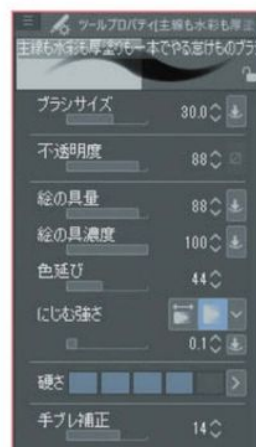 ツールプロパティ[主線も水彩も厚塗
主線も水彩も厚塗りも一本でやる怠けものブラ
ブラシサイズ 30.0
不透明度 88
絵の具量 88
絵の具濃度 100
色延び 44
にじむ強さ
0.1
硬さ
手ブレ補正 14